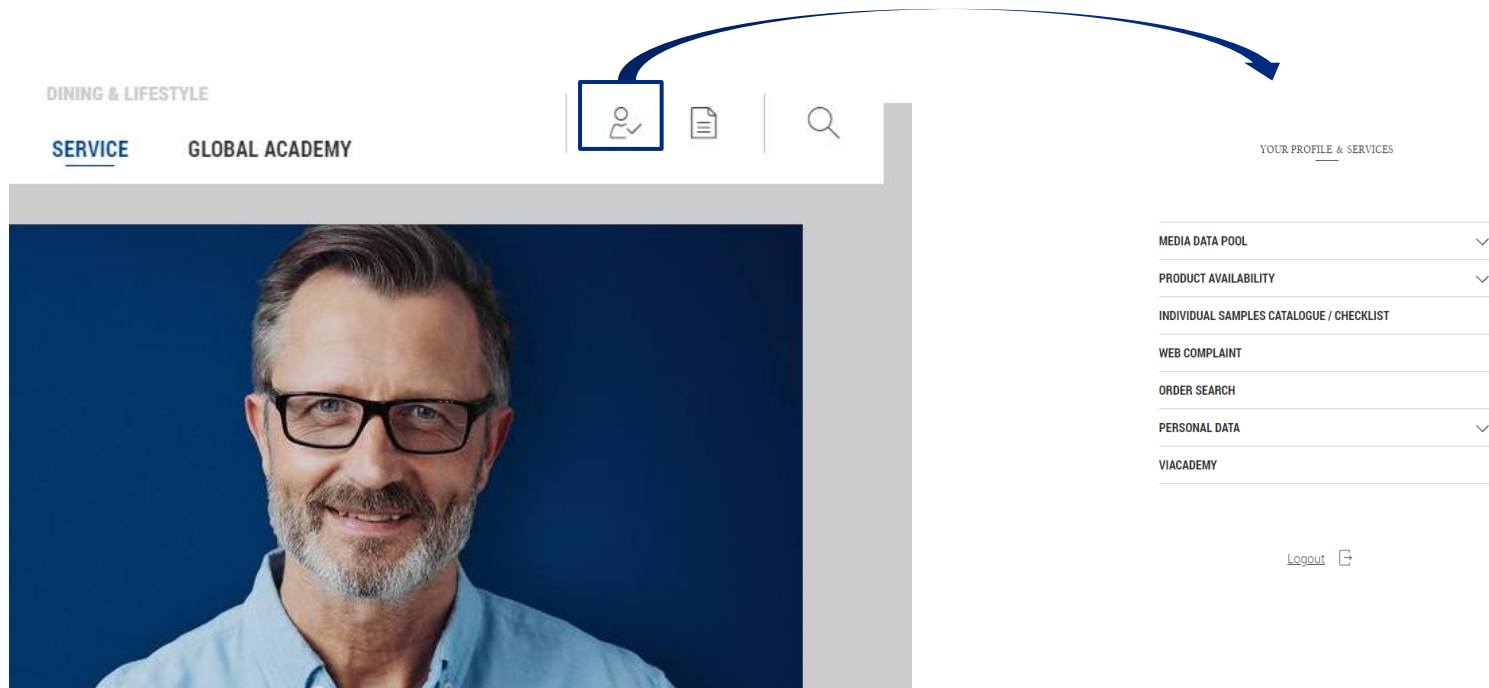 DINING & LIFESTYLE
SERVICE
GLOBAL ACADEMY
YOUR PROFILE & SERVICES
MEDIA DATA POOL
PRODUCT AVAILABILITY
INDIVIDUAL SAMPLES CATALOGUE / CHECKLIST
WEB COMPLAINT
ORDER SEARCH
PERSONAL DATA
VIACADEMY
Logout